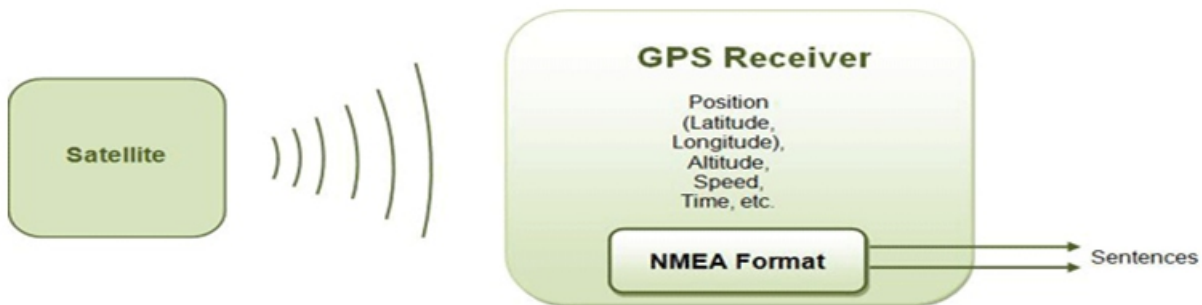 Satellite
GPS Receiver
Position
(Latitude,
Longitude),
Altitude,
Speed,
Time, etc.
NMEA Format
Sentences